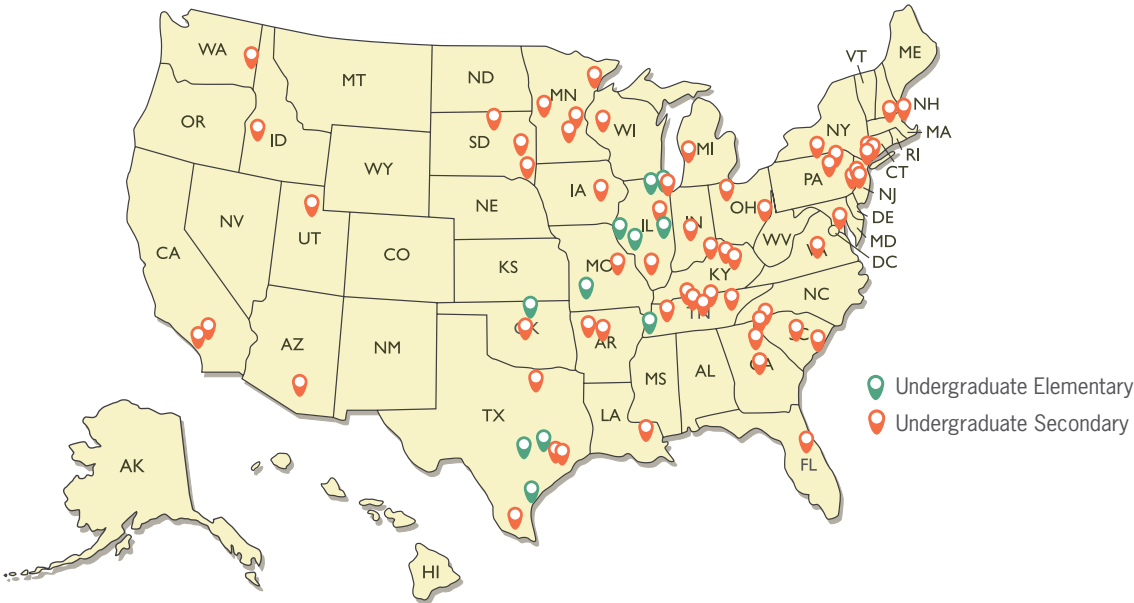 WA
MT
ND
MN
VT
ME
NH
OR
ID
SD
WI
MI
NY
MA
RI
CT
WY
IA
PA
NJ
NE
OH
DE
NV
UT
IL
IN
WV
MD
CA
CO
KS
MO
KY
VA
DC
NC
TN
AZ
NM
OK
AR
SC
MS
AL
GA
TX
LA
FL
AK
HI
Undergraduate Elementary
Undergraduate Secondary